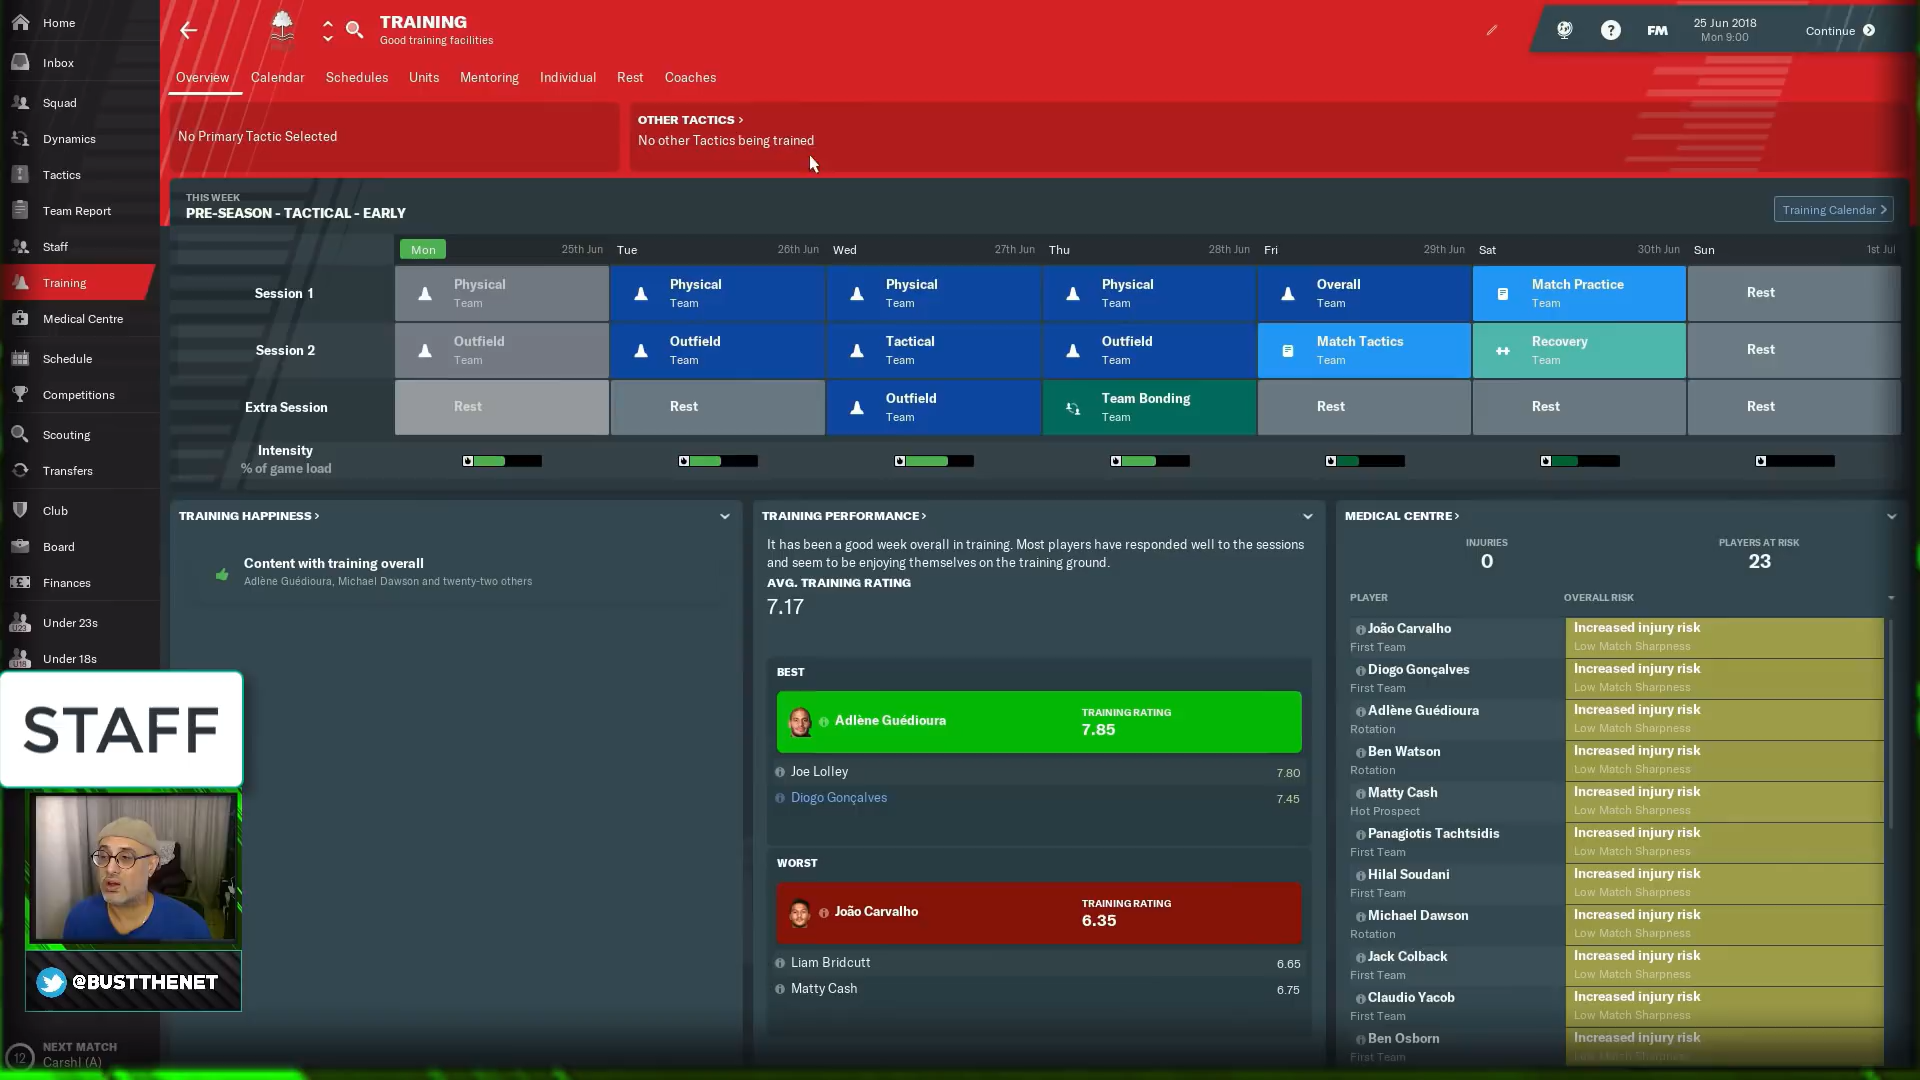 Home
Inbox
Squad
Dynamics
Tactics
Team Report
Staff
Training
Medical Centre
Schedule
Competitions
Scouting
Transfers
Club
Board
Finances
Under 23s
Under 18s
STAFF
@BUSTTHENET
12
NEXT MATCH
Carshl (A)
TRAINING
Good training facilities
?
FM
25 Jun 2018
Mon 9:00
Continue
Overview
Calendar
Schedules
Units
Mentoring
Individual
Rest
Coaches
No Primary Tactic Selected
OTHER TACTICS >
No other Tactics being trained
THIS WEEK
PRE-SEASON - TACTICAL - EARLY
Training Calendar >
Mon 25th Jun Tue 26th Jun Wed 27th Jun Thu 28th Jun Fri 29th Jun Sat 30th Jun Sun 1st Jul
Session 1
Physical Physical Physical Physical Overall Match Practice Rest
Team Team Team Team Team Team
Session 2
Outfield Outfield Tactical Outfield Match Tactics Recovery Rest
Team Team Team Team Team Team
Extra Session
Rest Rest Outfield Team Bonding Rest Rest Rest
Team Team
Intensity
% of game load
TRAINING HAPPINESS >
Content with training overall
Adlène Guédioura, Michael Dawson and twenty-two others
TRAINING PERFORMANCE >
It has been a good week overall in training. Most players have responded well to the sessions
and seem to be enjoying themselves on the training ground.
AVG. TRAINING RATING
7.17
BEST
Adlène Guédioura
TRAINING RATING
7.85
Joe Lolley 7.80
Diogo Gonçalves 7.45
WORST
João Carvalho
TRAINING RATING
6.35
Liam Bridcutt 6.65
Matty Cash 6.75
MEDICAL CENTRE >
INJURIES
0
PLAYERS AT RISK
23
PLAYER OVERALL RISK
João Carvalho Increased injury risk
First Team Low Match Sharpness
Diogo Gonçalves Increased injury risk
First Team Low Match Sharpness
Adlène Guédioura Increased injury risk
Rotation Low Match Sharpness
Ben Watson Increased injury risk
Rotation Low Match Sharpness
Matty Cash Increased injury risk
Hot Prospect Low Match Sharpness
Panagiotis Tachtsidis Increased injury risk
First Team Low Match Sharpness
Hilal Soudani Increased injury risk
First Team Low Match Sharpness
Michael Dawson Increased injury risk
Rotation Low Match Sharpness
Jack Colback Increased injury risk
First Team Low Match Sharpness
Claudio Yacob Increased injury risk
First Team Low Match Sharpness
Ben Osborn Increased injury risk
First Team Low Match Sharpness